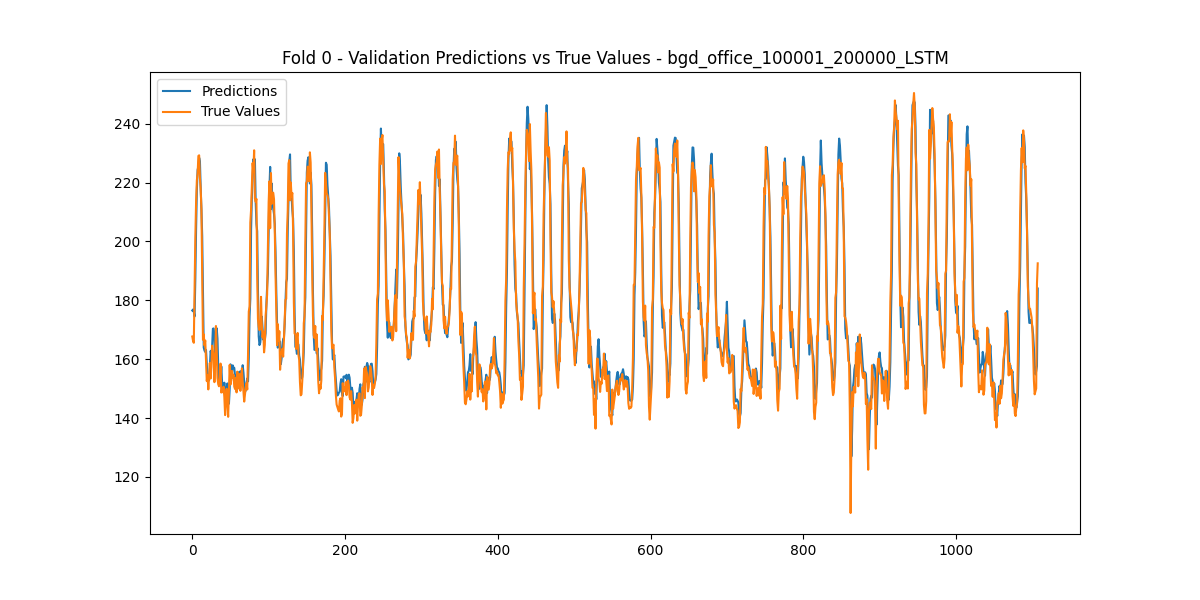 Fold 0 - Validation Predictions vs True Values - bgd_office_100001_200000_LSTM
Predictions
True Values
240
220
200
180
160
140
120
0 200 400 600 800 1000